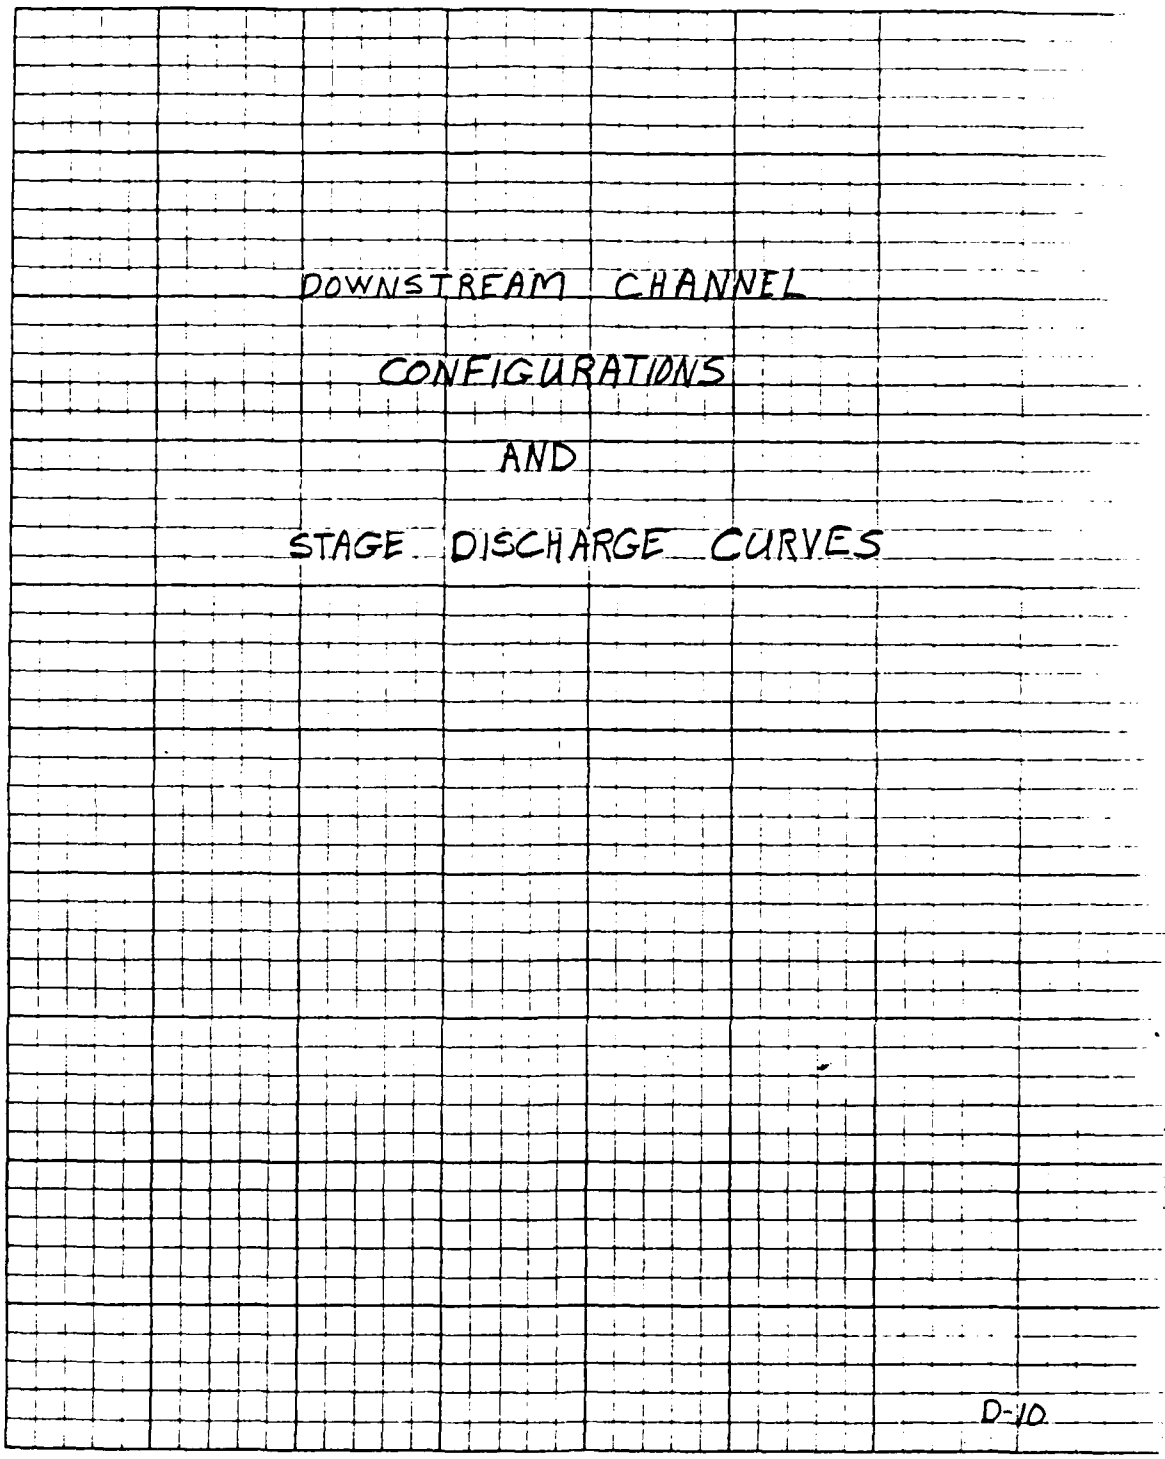 DOWNSTREAM CHANNEL
CONFIGURATIONS
AND
STAGE DISCHARGE CURVES
D-10